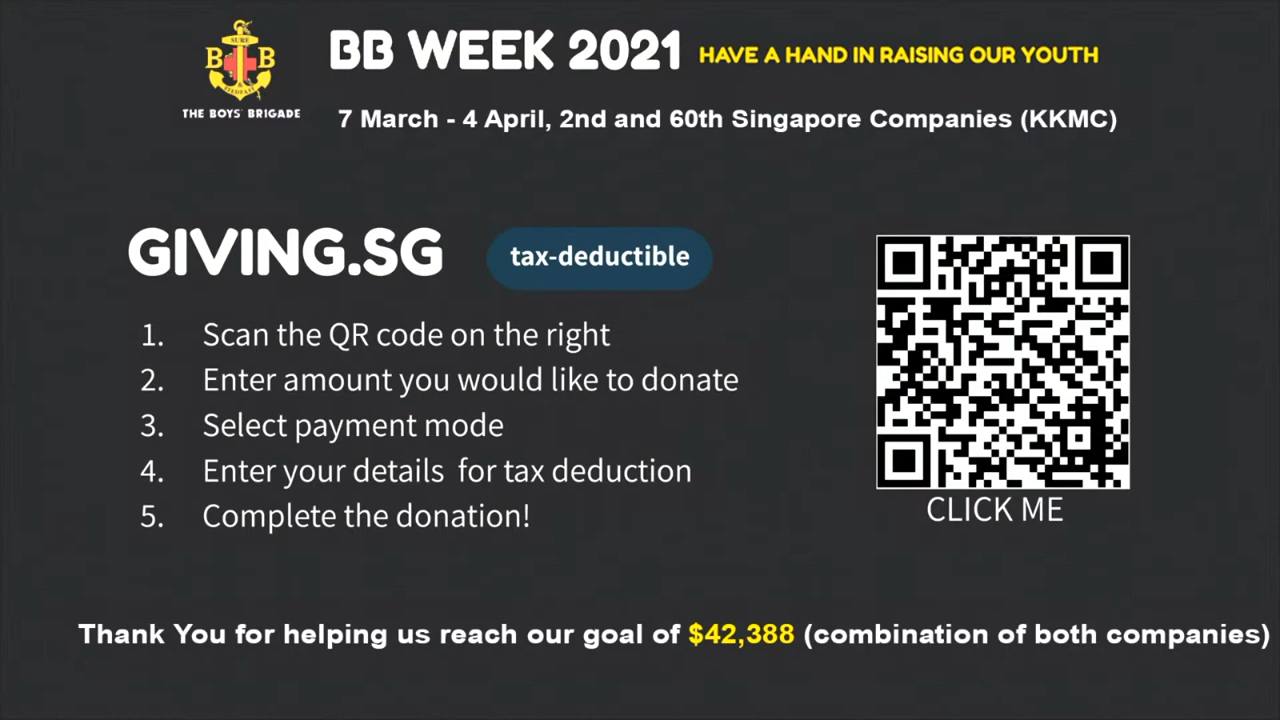 SURE
B B
& STEDFAST
THE BOYS' BRIGADE
BB WEEK 2021 HAVE A HAND IN RAISING OUR YOUTH
7 March - 4 April, 2nd and 60th Singapore Companies (KKMC)
GIVING.SG tax-deductible
1. Scan the QR code on the right
2. Enter amount you would like to donate
3. Select payment mode
4. Enter your details for tax deduction
5. Complete the donation!
CLICK ME
Thank You for helping us reach our goal of $42,388 (combination of both companies)